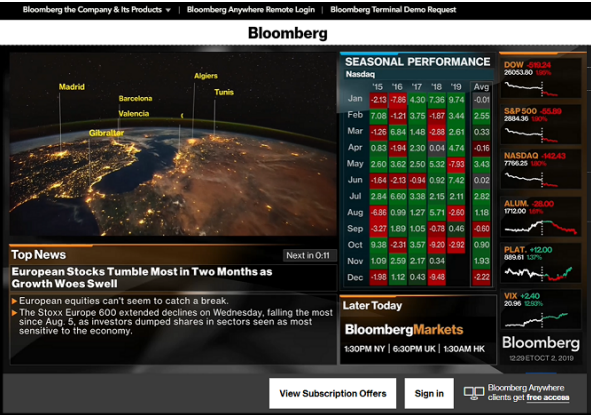 Bloomberg the Company & Its Products ▼ | Bloomberg Anywhere Remote Login | Bloomberg Terminal Demo Request
Bloomberg
Madrid
Barcelona
Valencia
Gibraltar
Algiers
Tunis
Top News
Next in 0:11
European Stocks Tumble Most in Two Months as
Growth Woes Swell
European equities can't seem to catch a break.
The Stoxx Europe 600 extended declines on Wednesday, falling the most
since Aug. 5, as investors dumped shares in sectors seen as most
sensitive to the economy.
SEASONAL PERFORMANCE
Nasdaq
'15 '16 '17 '18 '19 Avg
Jan -2.13 -7.86 4.30 7.36 9.74 -0.01
Feb 7.08 -1.21 3.75 -1.87 3.44 2.55
Mar -1.26 6.84 1.48 -2.88 2.61 0.33
Apr 0.83 -1.94 2.30 0.04 4.74 -0.16
May 2.60 3.62 2.50 5.32 -7.93 3.43
Jun -1.64 -2.13 -0.94 0.92 7.42 0.02
Jul 2.84 6.60 3.38 2.15 2.11 2.82
Aug -6.86 0.99 1.27 5.71 -2.60 1.18
Sep -3.27 1.89 1.05 -0.78 0.46 -0.60
Oct 9.38 -2.31 3.57 -9.20 -2.92 0.90
Nov 1.09 2.59 2.17 0.34 1.93
Dec -1.98 1.12 0.43 -9.48 -2.22
Later Today
BloombergMarkets
1:30PM NY | 6:30PM UK | 1:30AM HK
DOW -519.24
26053.80 1.95%
S&P 500 -55.89
2884.36 1.90%
NASDAQ -142.43
7766.25 1.80%
ALUM. -28.00
1712.00
PLAT. +12.00
889.61 1.37%
VIX +2.40
20.96 12.93%
Bloomberg
12:29 ET OCT 2, 2019
View Subscription Offers
Sign in
Bloomberg Anywhere
clients get free access